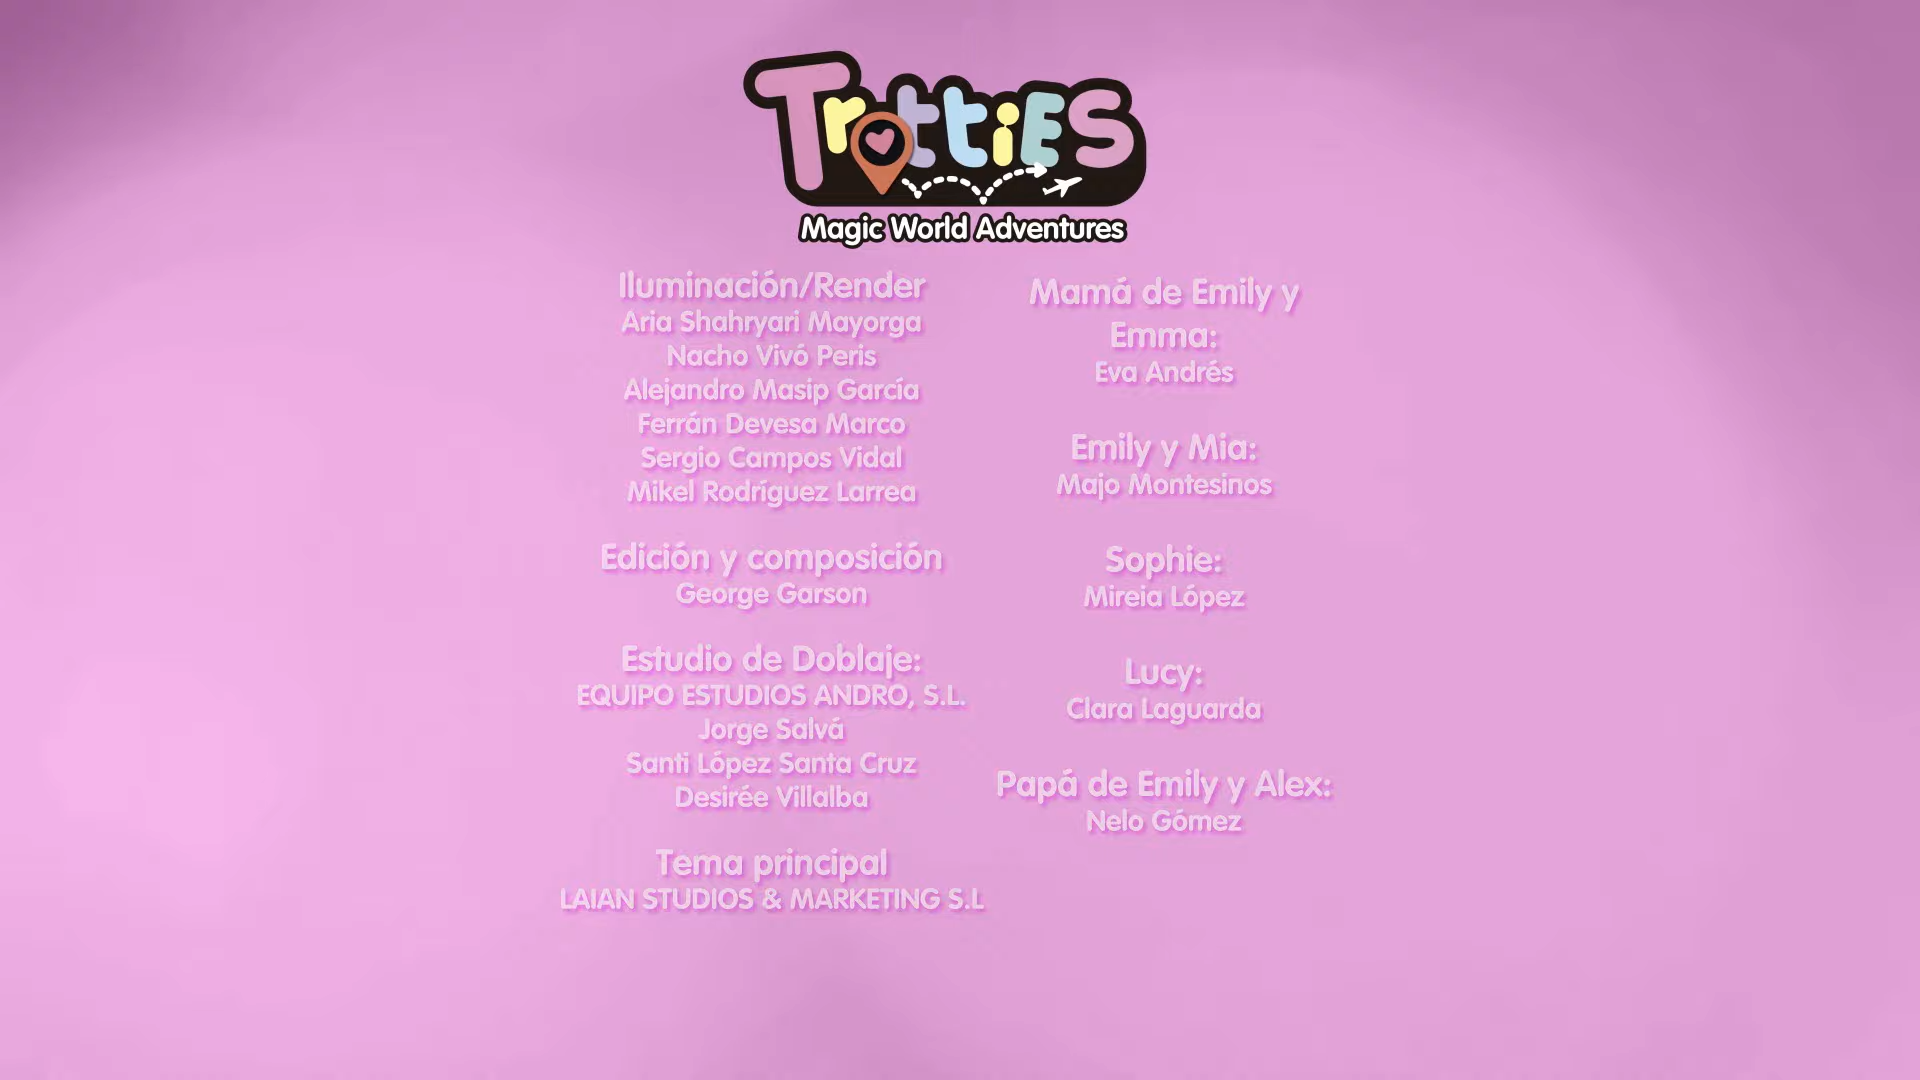 TrottiES
Magic World Adventures
Iluminación/Render
Aria Shahryari Mayorga
Nacho Vivó Peris
Alejandro Masip García
Ferrán Devesa Marco
Sergio Campos Vidal
Mikel Rodríguez Larrea
Edición y composición
George Garson
Estudio de Doblaje:
EQUIPO ESTUDIOS ANDRO, S.L.
Jorge Salvá
Santi López Santa Cruz
Desirée Villalba
Tema principal
LAIAN STUDIOS & MARKETING S.L
Mamá de Emily y
Emma:
Eva Andrés
Emily y Mia:
Majo Montesinos
Sophie:
Mireia López
Lucy:
Clara Laguarda
Papá de Emily y Alex:
Nelo Gómez